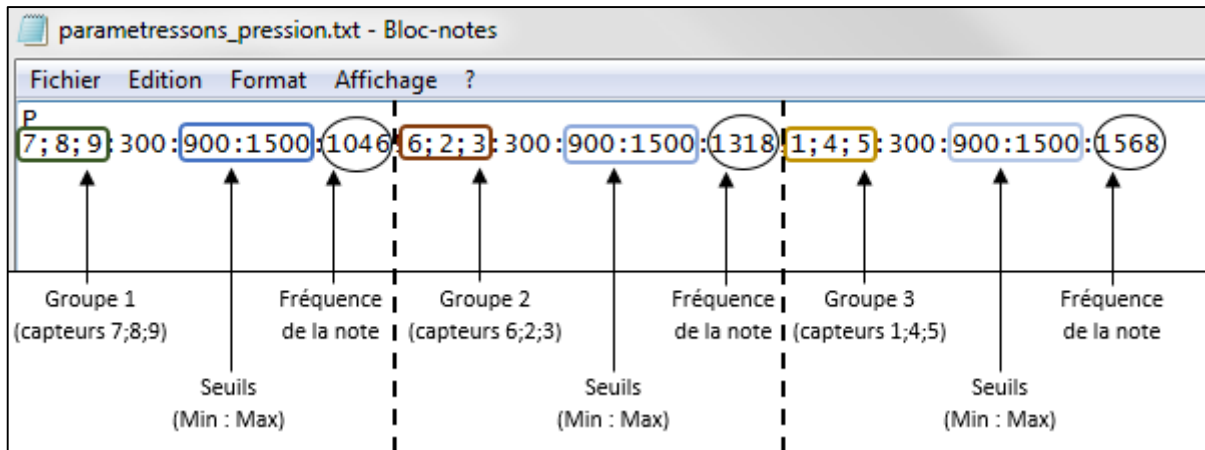 parametressons_pression.txt - Bloc-notes
Fichier Edition Format Affichage ?
P
7;8;9:300:900:1500:1046:6;2;3:300:900:1500:1318:1;4;5:300:900:1500:1568
Groupe 1 Fréquence Groupe 2 Fréquence Groupe 3 Fréquence
(capteurs 7;8;9) de la note (capteurs 6;2;3) de la note (capteurs 1;4;5) de la note
Seuils Seuils Seuils
(Min : Max) (Min : Max) (Min : Max)